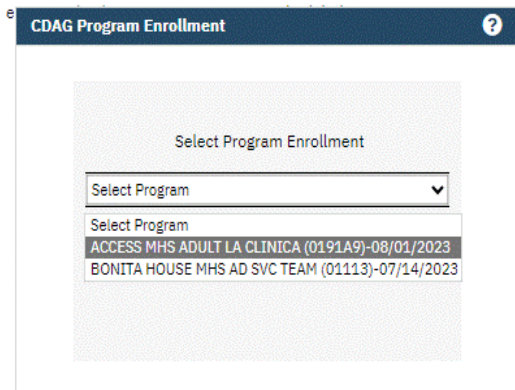 e
CDAG Program Enrollment ?
Select Program Enrollment
Select Program
Select Program
ACCESS MHS ADULT LA CLINICA (0191A9)-08/01/2023
BONITA HOUSE MHS AD SVC TEAM (01113)-07/14/2023